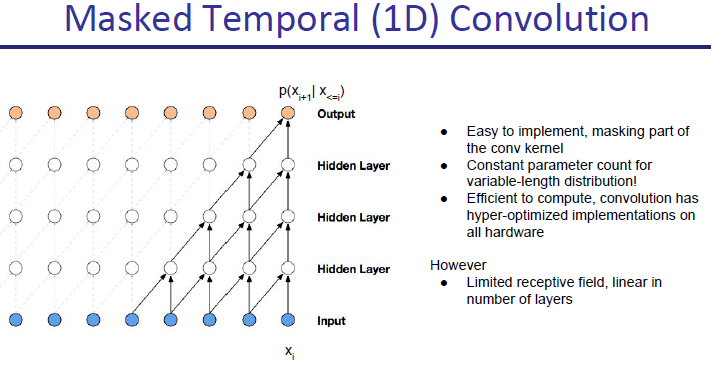 Masked Temporal (1D) Convolution
p(x_{i+1} | x_{<=i})
Output
Hidden Layer
Hidden Layer
Hidden Layer
Input
x_i
● Easy to implement, masking part of
the conv kernel
● Constant parameter count for
variable-length distribution!
● Efficient to compute, convolution has
hyper-optimized implementations on
all hardware
However
● Limited receptive field, linear in
number of layers